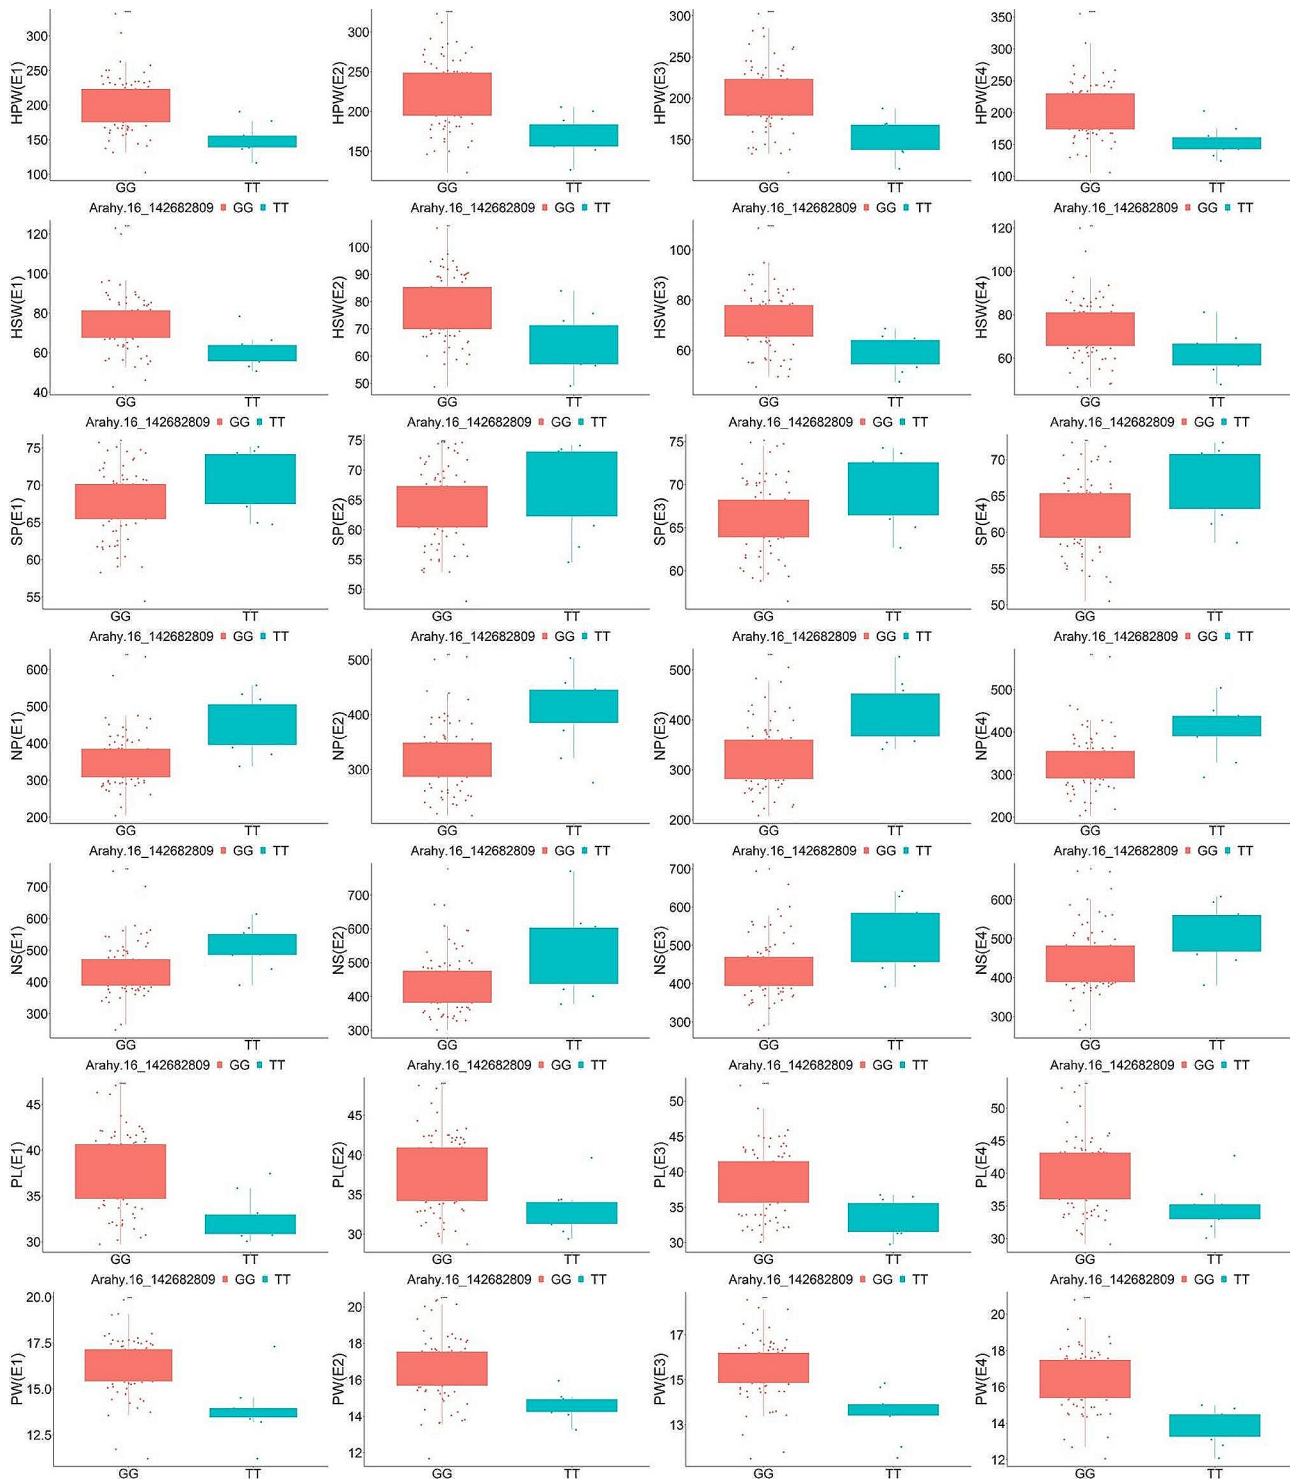 HPW(E1) 300 250 200 150 100 GG TT
HPW(E2) 300 250 200 150 GG TT
HPW(E3) 300 250 200 150 GG TT
HPW(E4) 350 300 250 200 150 100 GG TT
Arahy.16_142682809 GG TT
Arahy.16_142682809 GG TT
Arahy.16_142682809 GG TT
Arahy.16_142682809 GG TT
HSW(E1) 120 100 80 60 40 GG TT
HSW(E2) 100 90 80 70 60 50 GG TT
HSW(E3) 100 80 60 GG TT
HSW(E4) 120 100 80 60 GG TT
Arahy.16_142682809 GG TT
Arahy.16_142682809 GG TT
Arahy.16_142682809 GG TT
Arahy.16_142682809 GG TT
SP(E1) 75 70 65 60 55 GG TT
SP(E2) 75 70 65 60 55 50 GG TT
SP(E3) 75 70 65 60 GG TT
SP(E4) 70 65 60 55 50 GG TT
Arahy.16_142682809 GG TT
Arahy.16_142682809 GG TT
Arahy.16_142682809 GG TT
Arahy.16_142682809 GG TT
NP(E1) 600 500 400 300 200 GG TT
NP(E2) 500 400 300 GG TT
NP(E3) 500 400 300 200 GG TT
NP(E4) 500 400 300 200 GG TT
Arahy.16_142682809 GG TT
Arahy.16_142682809 GG TT
Arahy.16_142682809 GG TT
Arahy.16_142682809 GG TT
NS(E1) 700 600 500 400 300 GG TT
NS(E2) 700 600 500 400 300 GG TT
NS(E3) 700 600 500 400 300 GG TT
NS(E4) 600 500 400 300 GG TT
Arahy.16_142682809 GG TT
Arahy.16_142682809 GG TT
Arahy.16_142682809 GG TT
Arahy.16_142682809 GG TT
PL(E1) 45 40 35 30 GG TT
PL(E2) 45 40 35 30 GG TT
PL(E3) 50 45 40 35 30 GG TT
PL(E4) 50 45 40 35 30 GG TT
Arahy.16_142682809 GG TT
Arahy.16_142682809 GG TT
Arahy.16_142682809 GG TT
Arahy.16_142682809 GG TT
PW(E1) 20.0 17.5 15.0 12.5 GG TT
PW(E2) 20 18 16 14 12 GG TT
PW(E3) 17 15 13 GG TT
PW(E4) 20 18 16 14 12 GG TT